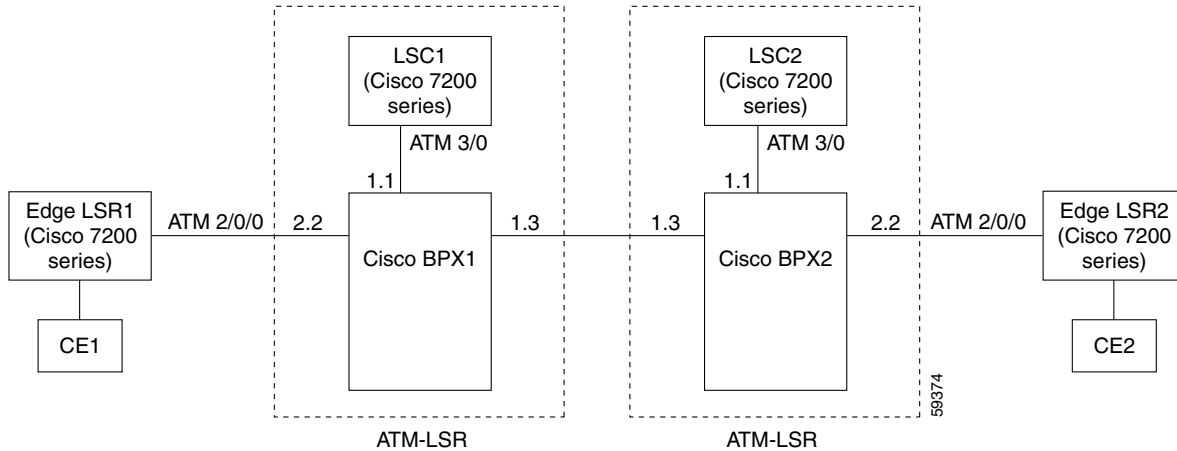 LSC1
(Cisco 7200
series)
LSC2
(Cisco 7200
series)
ATM 3/0
ATM 3/0
1.1
1.1
Edge LSR1
(Cisco 7200
series)
ATM 2/0/0
2.2
Cisco BPX1
1.3
1.3
Cisco BPX2
2.2
ATM 2/0/0
Edge LSR2
(Cisco 7200
series)
CE1
CE2
59374
ATM-LSR
ATM-LSR